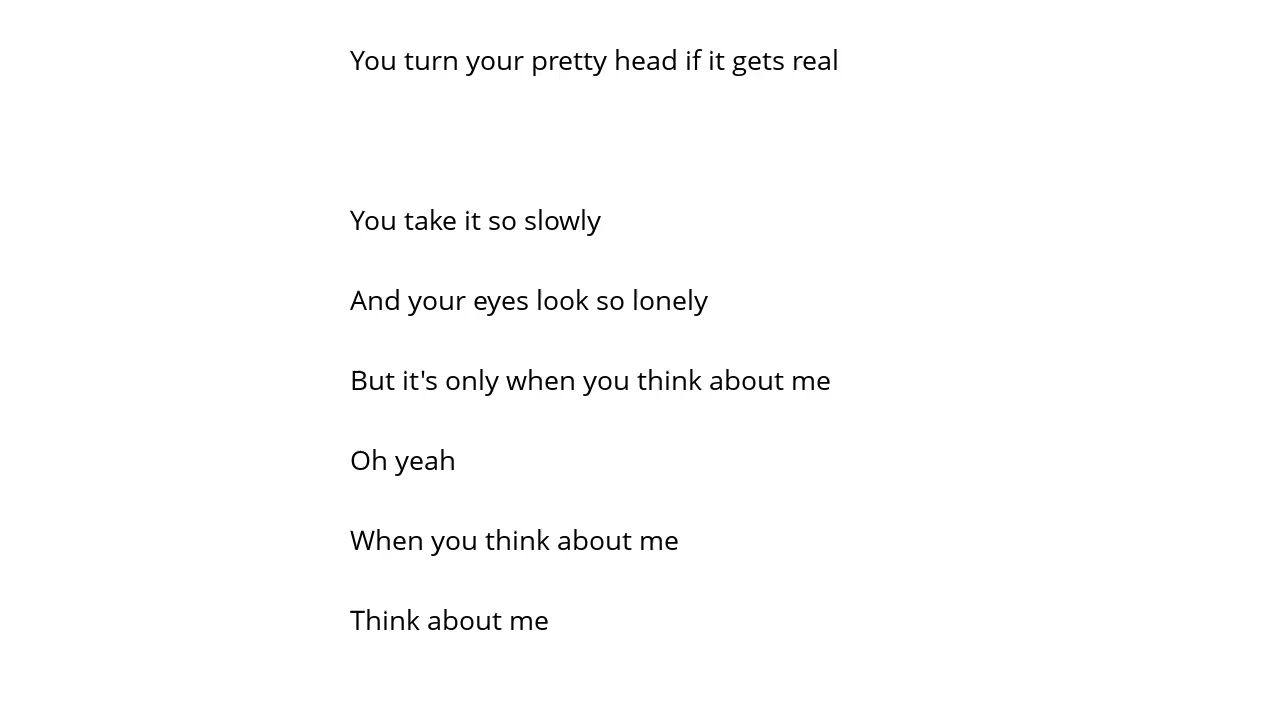 You turn your pretty head if it gets real
You take it so slowly
And your eyes look so lonely
But it's only when you think about me
Oh yeah
When you think about me
Think about me